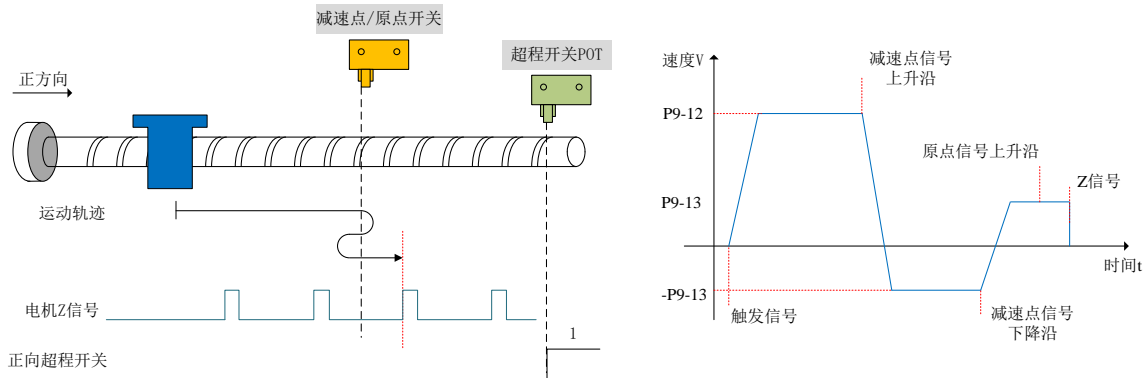 减速点/原点开关
超程开关POT
正方向
运动轨迹
电机Z信号
正向超程开关
1
速度V
减速点信号
上升沿
P9-12
原点信号上升沿
Z信号
P9-13
时间t
-P9-13
触发信号
减速点信号
下降沿